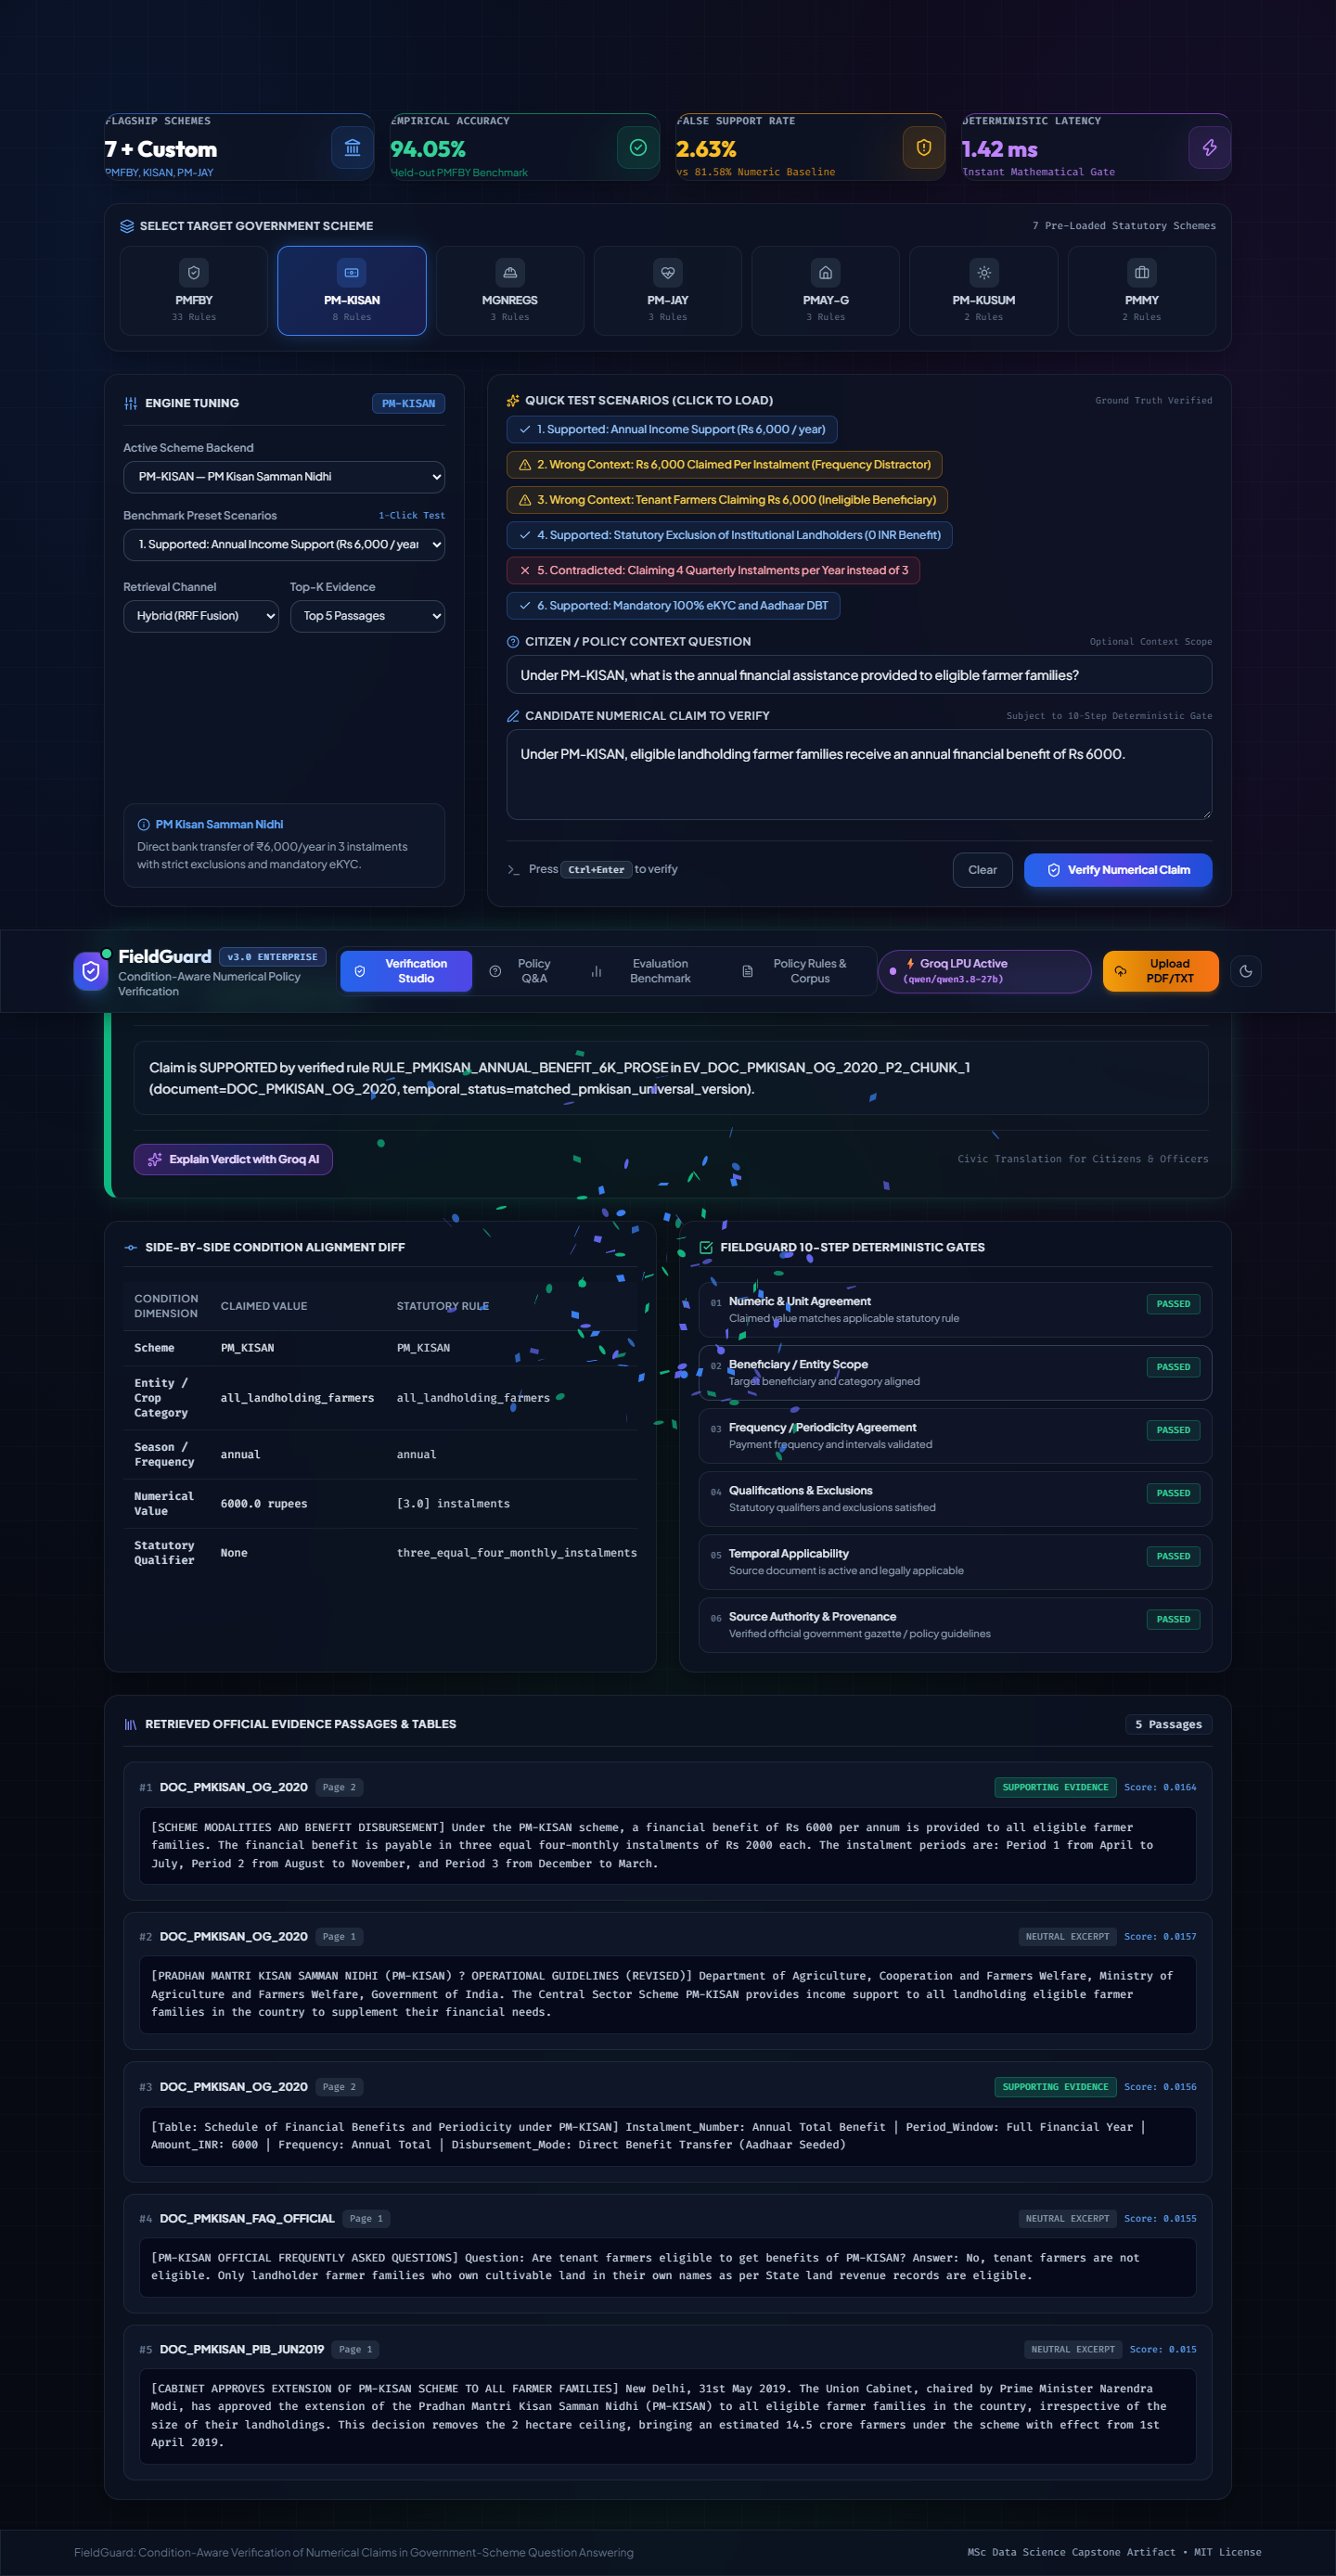 FLAGSHIP SCHEMES
7 + Custom
PMFBY, KISAN, PM-JAY
EMPIRICAL ACCURACY
94.05%
Held-out PMFBY Benchmark
FALSE SUPPORT RATE
2.63%
vs 81.58% Numeric Baseline
DETERMINISTIC LATENCY
1.42 ms
Instant Mathematical Gate
SELECT TARGET GOVERNMENT SCHEME
7 Pre-Loaded Statutory Schemes
PMFBY
33 Rules
PM-KISAN
8 Rules
MGNREGS
3 Rules
PM-JAY
3 Rules
PMAY-G
3 Rules
PM-KUSUM
2 Rules
PMMY
2 Rules
ENGINE TUNING
PM-KISAN
Active Scheme Backend
PM-KISAN — PM Kisan Samman Nidhi
Benchmark Preset Scenarios
1-Click Test
1. Supported: Annual Income Support (Rs 6,000 / year
Retrieval Channel
Top-K Evidence
Hybrid (RRF Fusion)
Top 5 Passages
PM Kisan Samman Nidhi
Direct bank transfer of ₹6,000/year in 3 instalments
with strict exclusions and mandatory eKYC.
QUICK TEST SCENARIOS (CLICK TO LOAD)
Ground Truth Verified
1. Supported: Annual Income Support (Rs 6,000 / year)
2. Wrong Context: Rs 6,000 Claimed Per Instalment (Frequency Distractor)
3. Wrong Context: Tenant Farmers Claiming Rs 6,000 (Ineligible Beneficiary)
4. Supported: Statutory Exclusion of Institutional Landholders (0 INR Benefit)
5. Contradicted: Claiming 4 Quarterly Instalments per Year instead of 3
6. Supported: Mandatory 100% eKYC and Aadhaar DBT
CITIZEN / POLICY CONTEXT QUESTION
Optional Context Scope
Under PM-KISAN, what is the annual financial assistance provided to eligible farmer families?
CANDIDATE NUMERICAL CLAIM TO VERIFY
Subject to 10-Step Deterministic Gate
Under PM-KISAN, eligible landholding farmer families receive an annual financial benefit of Rs 6000.
Press Ctrl+Enter to verify
Clear
Verify Numerical Claim
FieldGuard
v3.0 ENTERPRISE
Condition-Aware Numerical Policy
Verification
Verification
Studio
Policy
Q&A
Evaluation
Benchmark
Policy Rules &
Corpus
Groq LPU Active
(qwen/qwen3.8-27b)
Upload
PDF/TXT
Claim is SUPPORTED by verified rule RULE_PMKISAN_ANNUAL_BENEFIT_6K_PROSE in EV_DOC_PMKISAN_OG_2020_P2_CHUNK_1
(document=DOC_PMKISAN_OG_2020, temporal_status=matched_pmkisan_universal_version).
Explain Verdict with Groq AI
Civic Translation for Citizens & Officers
SIDE-BY-SIDE CONDITION ALIGNMENT DIFF
CONDITION
DIMENSION
CLAIMED VALUE
STATUTORY RULE
Scheme
PM_KISAN
PM_KISAN
Entity /
Crop
Category
all_landholding_farmers
all_landholding_farmers
Season /
Frequency
annual
annual
Numerical
Value
6000.0 rupees
[3.0] instalments
Statutory
Qualifier
None
three_equal_four_monthly_instalments
FIELDGUARD 10-STEP DETERMINISTIC GATES
01 Numeric & Unit Agreement
Claimed value matches applicable statutory rule
PASSED
02 Beneficiary / Entity Scope
Target beneficiary and category aligned
PASSED
03 Frequency / Periodicity Agreement
Payment frequency and intervals validated
PASSED
04 Qualifications & Exclusions
Statutory qualifiers and exclusions satisfied
PASSED
05 Temporal Applicability
Source document is active and legally applicable
PASSED
06 Source Authority & Provenance
Verified official government gazette / policy guidelines
PASSED
RETRIEVED OFFICIAL EVIDENCE PASSAGES & TABLES
5 Passages
#1 DOC_PMKISAN_OG_2020 Page 2
SUPPORTING EVIDENCE Score: 0.0164
[SCHEME MODALITIES AND BENEFIT DISBURSEMENT] Under the PM-KISAN scheme, a financial benefit of Rs 6000 per annum is provided to all eligible farmer
families. The financial benefit is payable in three equal four-monthly instalments of Rs 2000 each. The instalment periods are: Period 1 from April to
July, Period 2 from August to November, and Period 3 from December to March.
#2 DOC_PMKISAN_OG_2020 Page 1
NEUTRAL EXCERPT Score: 0.0157
[PRADHAN MANTRI KISAN SAMMAN NIDHI (PM-KISAN) ? OPERATIONAL GUIDELINES (REVISED)] Department of Agriculture, Cooperation and Farmers Welfare, Ministry of
Agriculture and Farmers Welfare, Government of India. The Central Sector Scheme PM-KISAN provides income support to all landholding eligible farmer
families in the country to supplement their financial needs.
#3 DOC_PMKISAN_OG_2020 Page 2
SUPPORTING EVIDENCE Score: 0.0156
[Table: Schedule of Financial Benefits and Periodicity under PM-KISAN] Instalment_Number: Annual Total Benefit | Period_Window: Full Financial Year |
Amount_INR: 6000 | Frequency: Annual Total | Disbursement_Mode: Direct Benefit Transfer (Aadhaar Seeded)
#4 DOC_PMKISAN_FAQ_OFFICIAL Page 1
NEUTRAL EXCERPT Score: 0.0155
[PM-KISAN OFFICIAL FREQUENTLY ASKED QUESTIONS] Question: Are tenant farmers eligible to get benefits of PM-KISAN? Answer: No, tenant farmers are not
eligible. Only landholder farmer families who own cultivable land in their own names as per State land revenue records are eligible.
#5 DOC_PMKISAN_PIB_JUN2019 Page 1
NEUTRAL EXCERPT Score: 0.015
[CABINET APPROVES EXTENSION OF PM-KISAN SCHEME TO ALL FARMER FAMILIES] New Delhi, 31st May 2019. The Union Cabinet, chaired by Prime Minister Narendra
Modi, has approved the extension of the Pradhan Mantri Kisan Samman Nidhi (PM-KISAN) to all eligible farmer families in the country, irrespective of the
size of their landholdings. This decision removes the 2 hectare ceiling, bringing an estimated 14.5 crore farmers under the scheme with effect from 1st
April 2019.
FieldGuard: Condition-Aware Verification of Numerical Claims in Government-Scheme Question Answering
MSc Data Science Capstone Artifact • MIT License